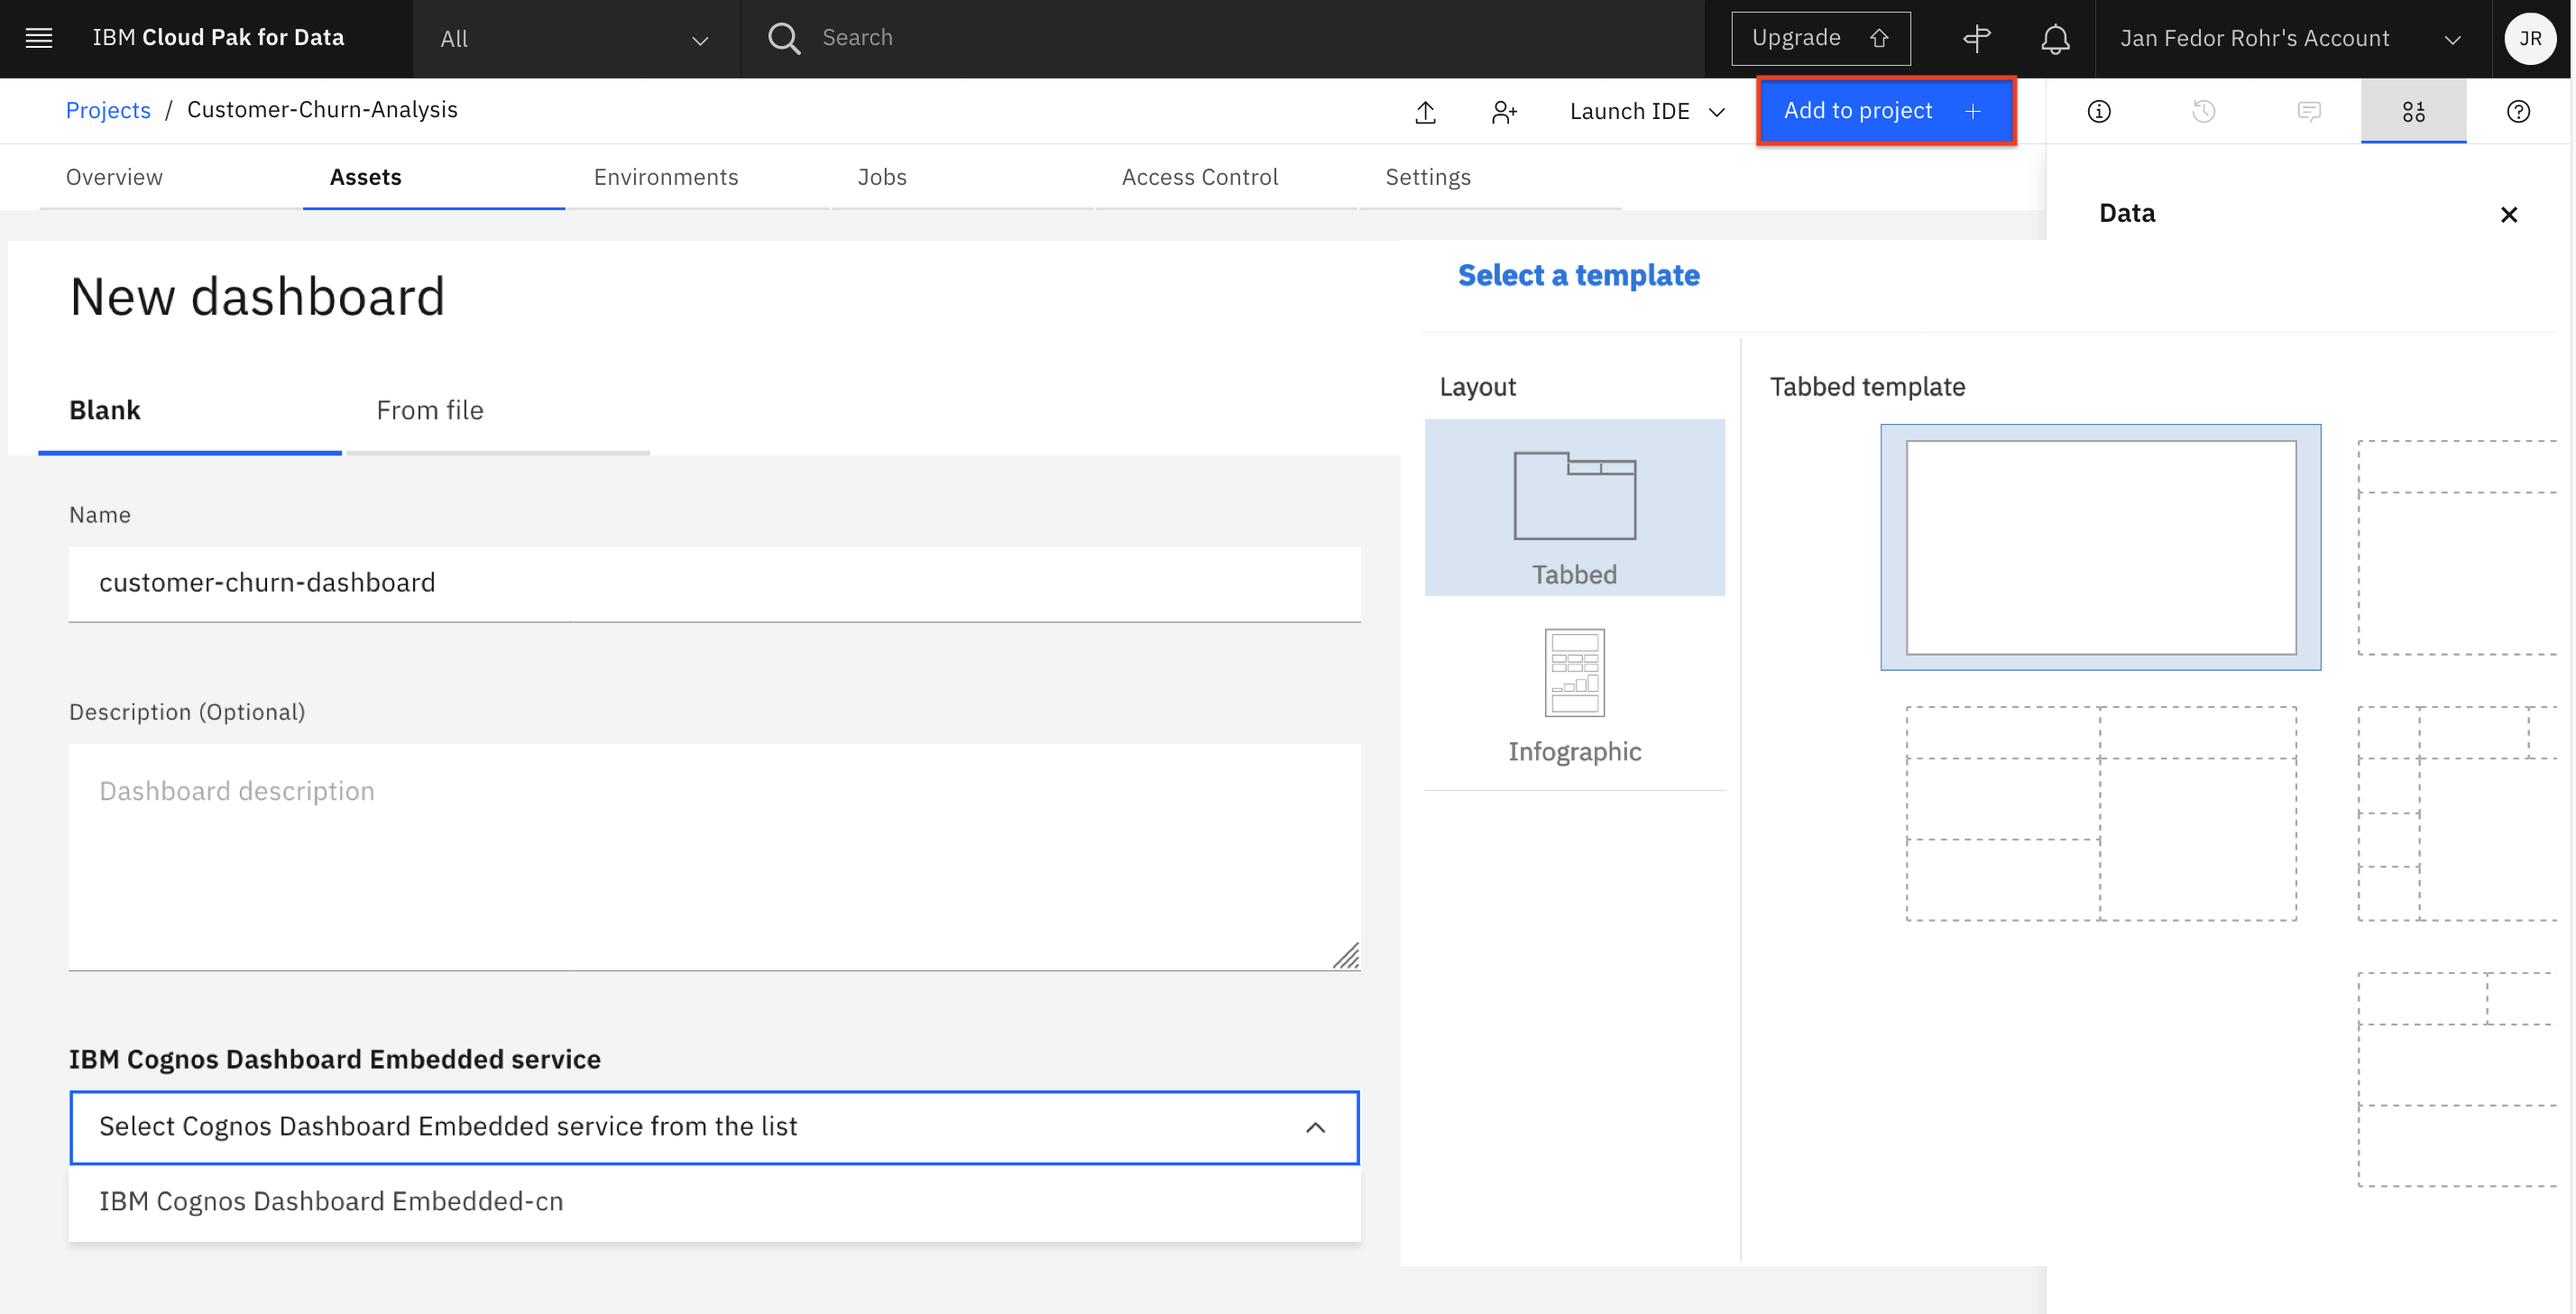 IBM Cloud Pak for Data
All
Search
Upgrade
Jan Fedor Rohr's Account
JR
Projects / Customer-Churn-Analysis
Launch IDE
Add to project +
Overview
Assets
Environments
Jobs
Access Control
Settings
Data
New dashboard
Select a template
Blank
From file
Layout
Tabbed template
Name
customer-churn-dashboard
Tabbed
Description (Optional)
Infographic
Dashboard description
IBM Cognos Dashboard Embedded service
Select Cognos Dashboard Embedded service from the list
IBM Cognos Dashboard Embedded-cn